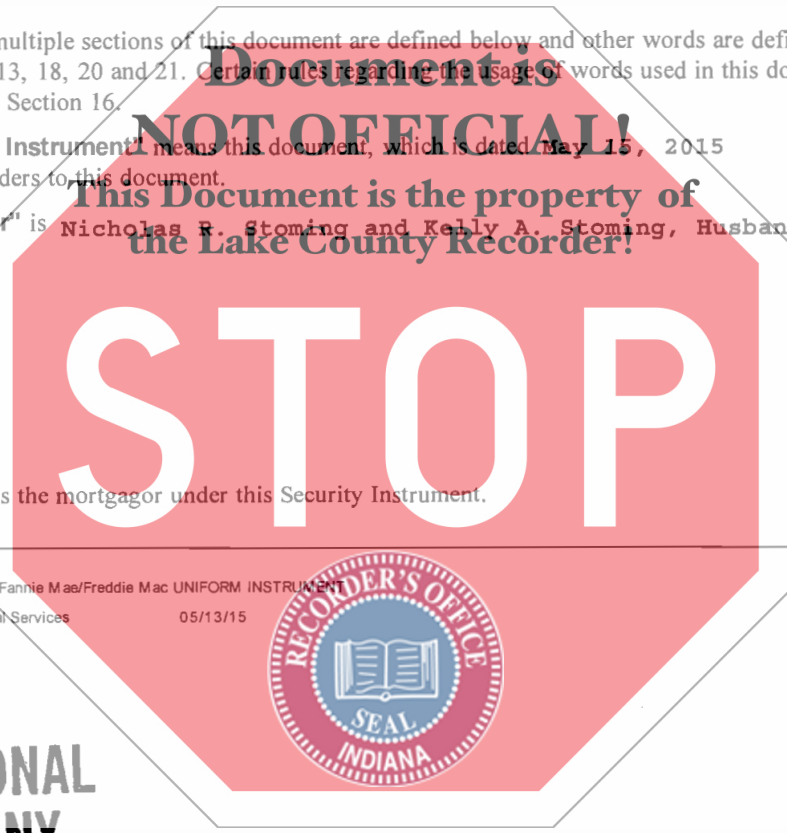 multiple sections of this document are defined below and other words are defi
13, 18, 20 and 21. Certain rules regarding the usage of words used in this do
Section 16.
Document is
NOT OFFICIAL!
This Document is the property of
the Lake County Recorder!
Instrument" means this document, which is dated May 15, 2015
ders to this document.
r" is Nicholas R. Stoming and Kelly A. Stoming, Husban
STOP
s the mortgagor under this Security Instrument.
Fannie Mae/Freddie Mac UNIFORM INSTRUMENT
l Services 05/13/15
RECORDER'S OFFICE
SEAL
INDIANA
ONAL